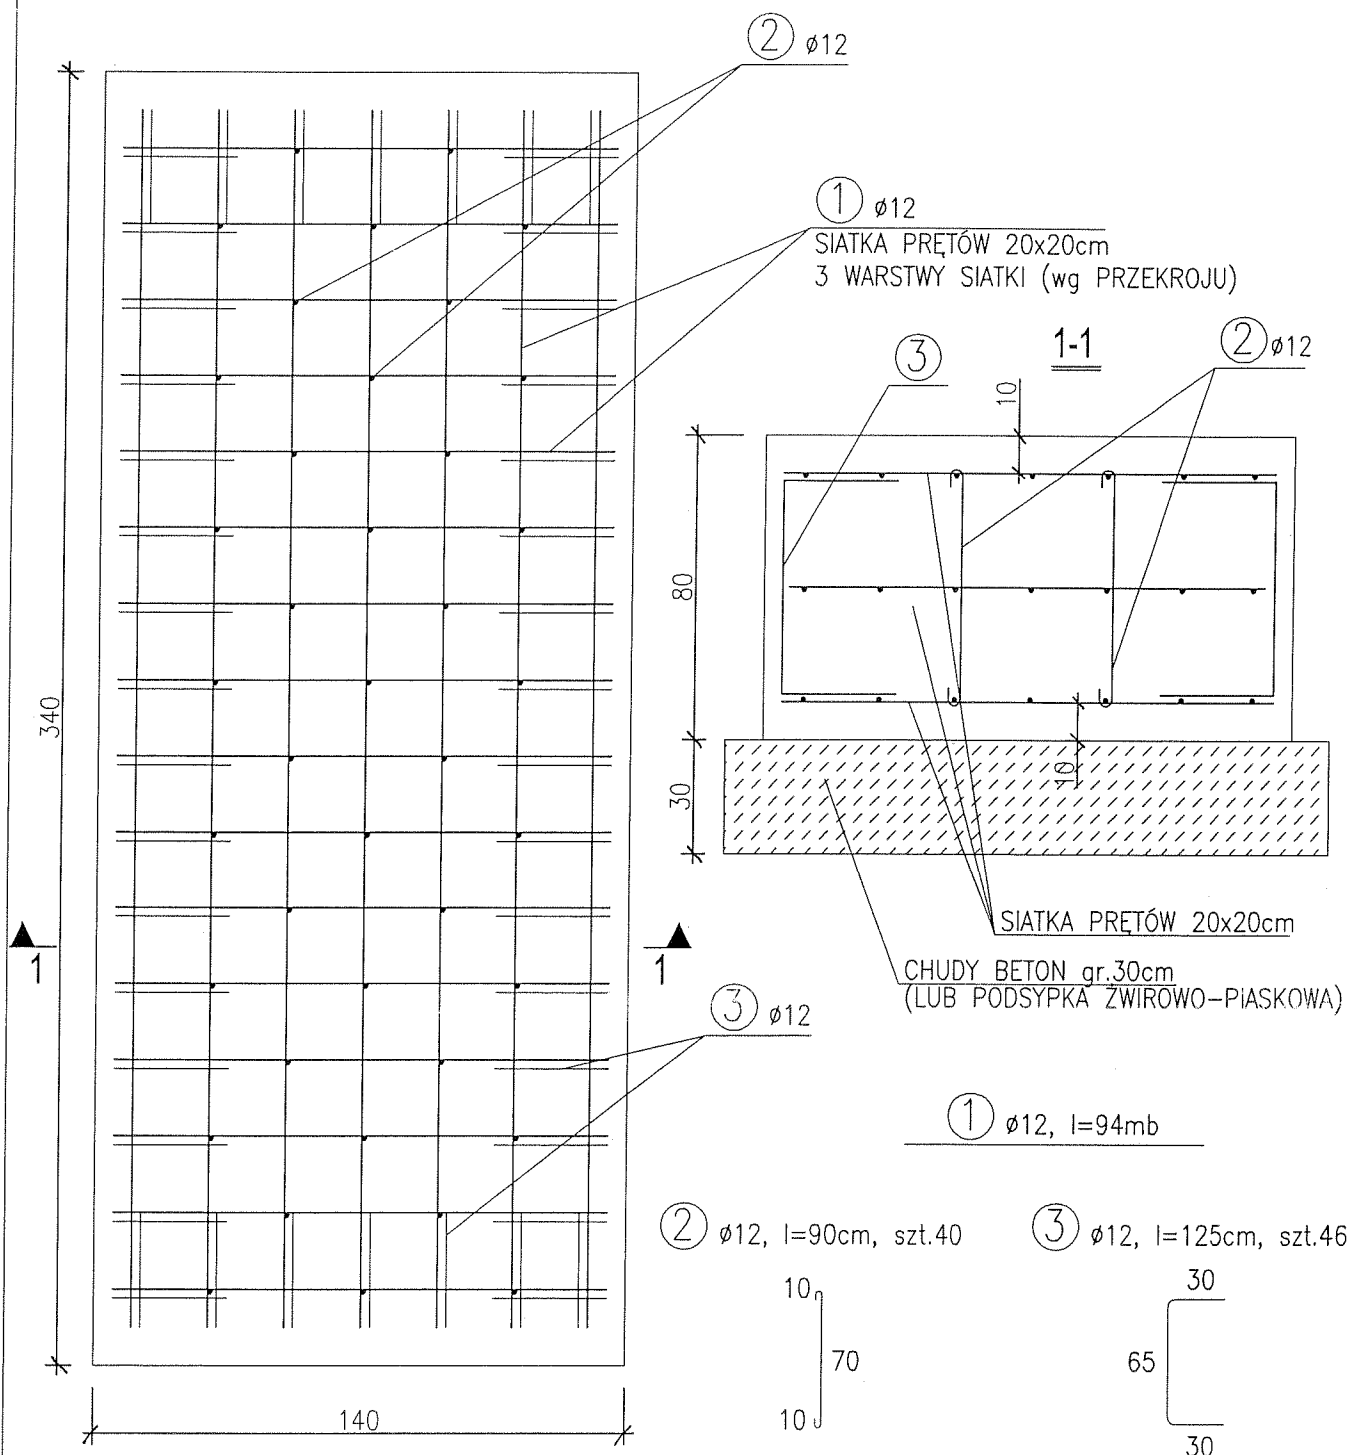 2 ø12
1 ø12
SIATKA PRĘTÓW 20x20cm
3 WARSTWY SIATKI (wg PRZEKROJU)
1-1
3
2 ø12
10
80
340
30
10
SIATKA PRĘTÓW 20x20cm
1
1
CHUDY BETON gr.30cm
(LUB PODSYPKA ŻWIROWO-PIASKOWA)
3 ø12
1 ø12, l=94mb
2 ø12, l=90cm, szt.40
3 ø12, l=125cm, szt.46
10
70
10
30
65
30
140